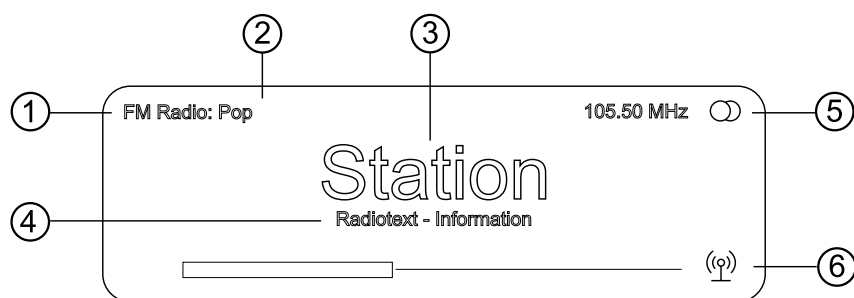 2 3
1 FM Radio: Pop 105.50 MHz 5
Station
4 Radiotext - Information
6